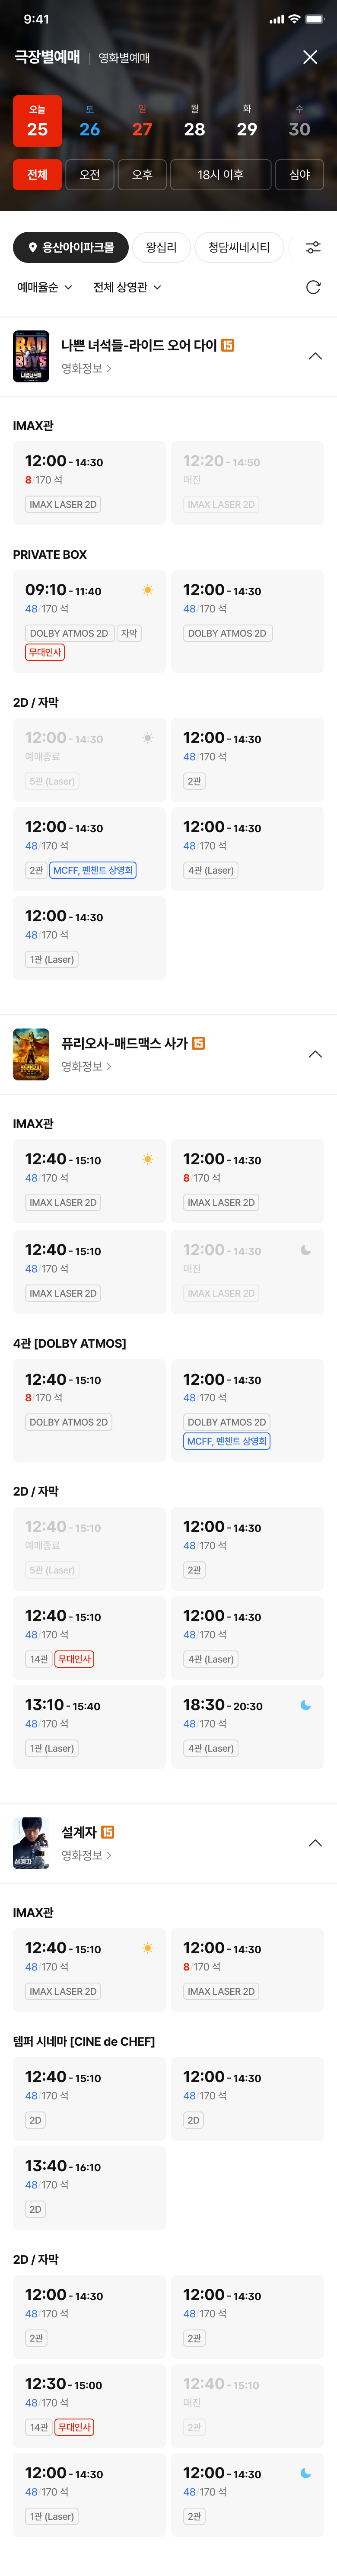 9:41
극장별예매 | 영화별예매
오늘 토 일 월 화 수
25 26 27 28 29 30
전체 오전 오후 18시 이후 심야
용산아이파크몰 왕십리 청담씨네시티
예매율순 전체 상영관
BAD BOYS
나쁜 녀석들-라이드 오어 다이 15
영화정보
IMAX관
12:00 - 14:30
8/170 석
IMAX LASER 2D
12:20 - 14:50
매진
IMAX LASER 2D
PRIVATE BOX
09:10 - 11:40
48/170 석
DOLBY ATMOS 2D 자막
무대인사
12:00 - 14:30
48/170 석
DOLBY ATMOS 2D
2D / 자막
12:00 - 14:30
예매종료
5관 (Laser)
12:00 - 14:30
48/170 석
2관
12:00 - 14:30
48/170 석
2관 MCFF, 펜첸트 상영회
12:00 - 14:30
48/170 석
4관 (Laser)
12:00 - 14:30
48/170 석
1관 (Laser)
퓨리오사-매드맥스 사가 15
영화정보
IMAX관
12:40 - 15:10
48/170 석
IMAX LASER 2D
12:00 - 14:30
8/170 석
IMAX LASER 2D
12:40 - 15:10
48/170 석
IMAX LASER 2D
12:00 - 14:30
매진
IMAX LASER 2D
4관 [DOLBY ATMOS]
12:40 - 15:10
8/170 석
DOLBY ATMOS 2D
12:00 - 14:30
48/170 석
DOLBY ATMOS 2D
MCFF, 펜첸트 상영회
2D / 자막
12:40 - 15:10
예매종료
5관 (Laser)
12:00 - 14:30
48/170 석
2관
12:40 - 15:10
48/170 석
14관 무대인사
12:00 - 14:30
48/170 석
4관 (Laser)
13:10 - 15:40
48/170 석
1관 (Laser)
18:30 - 20:30
48/170 석
4관 (Laser)
설계자
설계자 15
영화정보
IMAX관
12:40 - 15:10
48/170 석
IMAX LASER 2D
12:00 - 14:30
8/170 석
IMAX LASER 2D
템퍼 시네마 [CINE de CHEF]
12:40 - 15:10
48/170 석
2D
12:00 - 14:30
48/170 석
2D
13:40 - 16:10
48/170 석
2D
2D / 자막
12:00 - 14:30
48/170 석
2관
12:00 - 14:30
48/170 석
2관
12:30 - 15:00
48/170 석
14관 무대인사
12:40 - 15:10
매진
2관
12:00 - 14:30
48/170 석
1관 (Laser)
12:00 - 14:30
48/170 석
2관